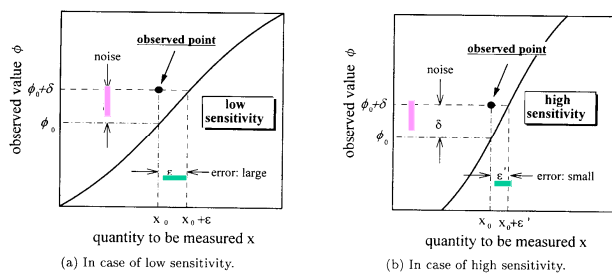 observed value ϕ
noise
observed point
ϕ₀+δ
ϕ₀
low
sensitivity
ε
error: large
x₀
x₀+ε
quantity to be measured x
(a) In case of low sensitivity.
observed value ϕ
noise
observed point
ϕ₀+δ
δ
ϕ₀
high
sensitivity
ε'
error: small
x₀
x₀+ε'
quantity to be measured x
(b) In case of high sensitivity.